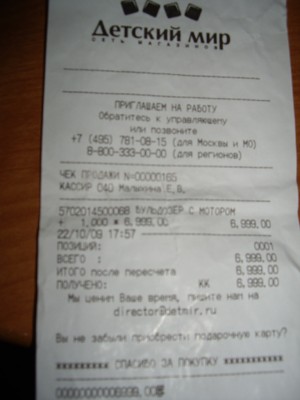 Детский мир
СЕТЬ МАГАЗИНОВ
ПРИГЛАШАЕМ НА РАБОТУ
Обратитесь к управляющему
или позвоните
+7 (495) 781-08-15 (для Москвы и МО)
8-800-333-00-00 (для регионов)
ЧЕК ПРОДАЖИ N-00000165
КАССИР 040 Малыхина Е.В.
5702014500068 БУЛЬДОЗЕР С МОТОРОМ
+ 1,000 * 6,999.00 6,999.00
22/10/09 17:57
ПОЗИЦИЙ: 0001
ВСЕГО : 6,999.00
ИТОГО после пересчета 6,999.00
ПОЛУЧЕНО: КК 6,999.00
Мы ценим Ваше время, пишите нам на
director@detmir.ru
Вы не забыли приобрести подарочную карту?
******** СПАСИБО ЗА ПОКУПКУ ********